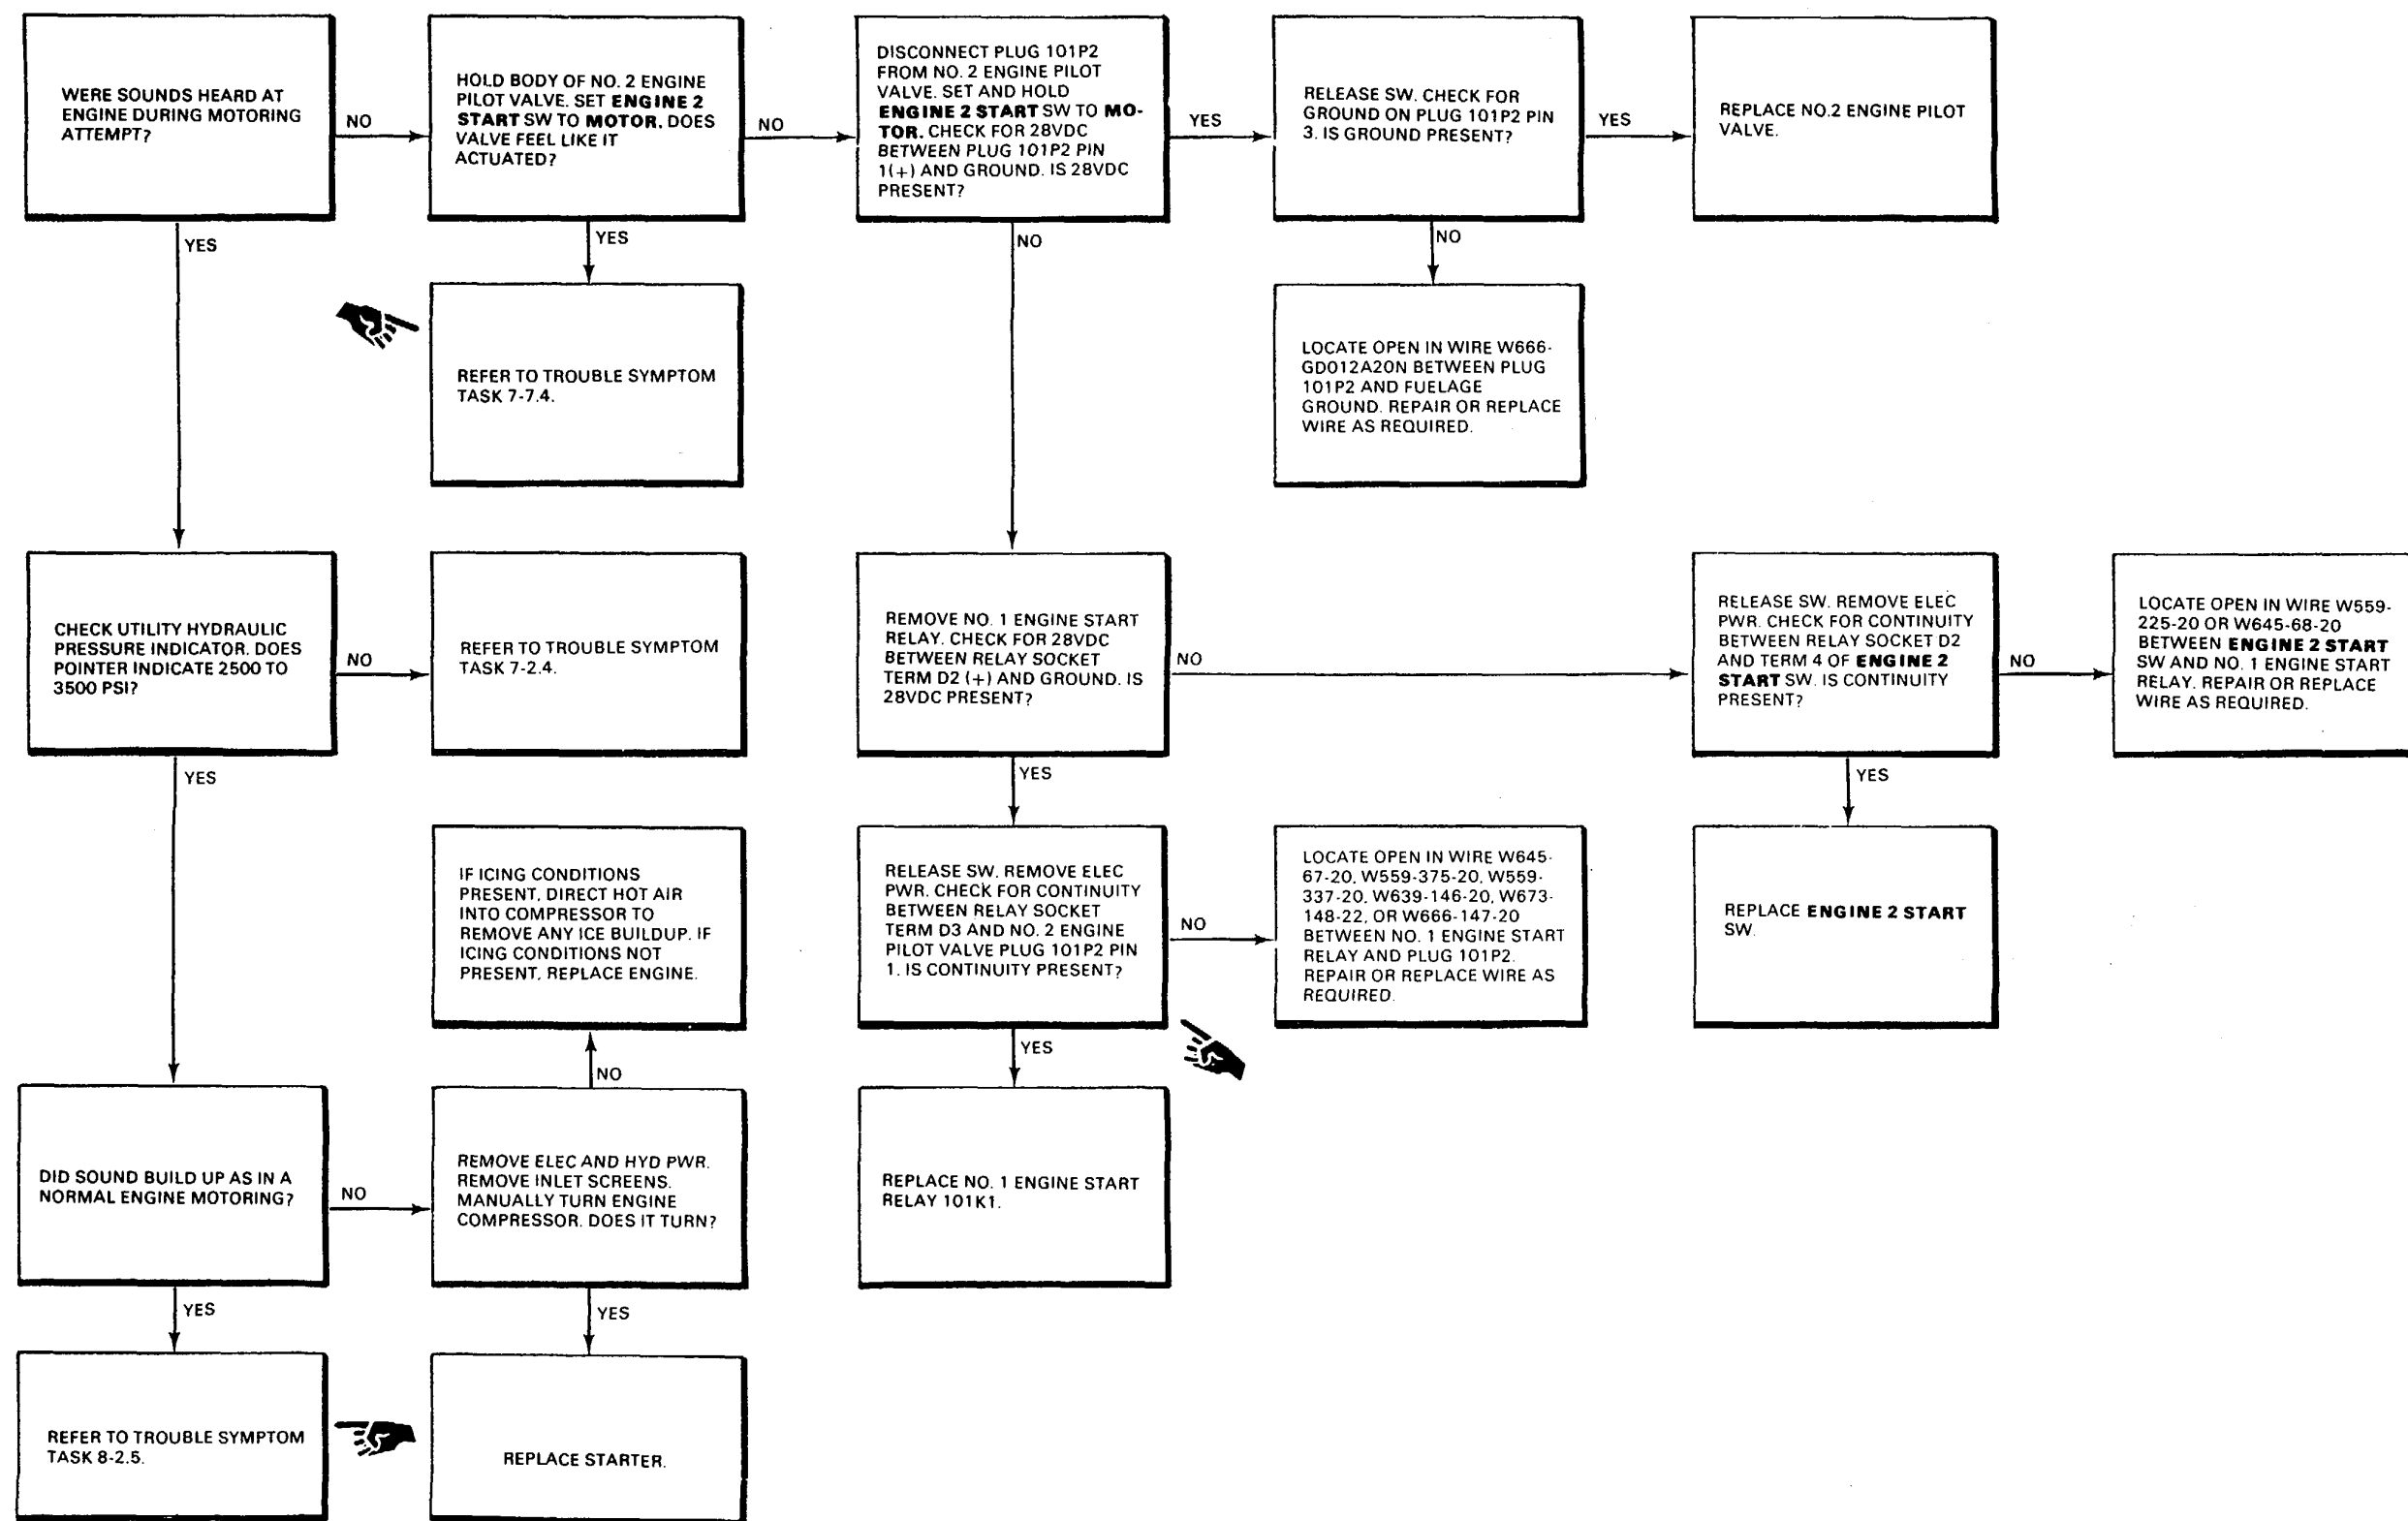 WERE SOUNDS HEARD AT
ENGINE DURING MOTORING
ATTEMPT?
NO
HOLD BODY OF NO. 2 ENGINE
PILOT VALVE. SET ENGINE 2
START SW TO MOTOR. DOES
VALVE FEEL LIKE IT
ACTUATED?
NO
DISCONNECT PLUG 101P2
FROM NO. 2 ENGINE PILOT
VALVE. SET AND HOLD
ENGINE 2 START SW TO MO-
TOR. CHECK FOR 28VDC
BETWEEN PLUG 101P2 PIN
1(+) AND GROUND. IS 28VDC
PRESENT?
YES
RELEASE SW. CHECK FOR
GROUND ON PLUG 101P2 PIN
3. IS GROUND PRESENT?
YES
REPLACE NO.2 ENGINE PILOT
VALVE.
YES
YES
NO
NO
REFER TO TROUBLE SYMPTOM
TASK 7-7.4.
LOCATE OPEN IN WIRE W666-
GD012A20N BETWEEN PLUG
101P2 AND FUELAGE
GROUND. REPAIR OR REPLACE
WIRE AS REQUIRED.
CHECK UTILITY HYDRAULIC
PRESSURE INDICATOR. DOES
POINTER INDICATE 2500 TO
3500 PSI?
NO
REFER TO TROUBLE SYMPTOM
TASK 7-2.4.
REMOVE NO. 1 ENGINE START
RELAY. CHECK FOR 28VDC
BETWEEN RELAY SOCKET
TERM D2 (+) AND GROUND. IS
28VDC PRESENT?
NO
RELEASE SW. REMOVE ELEC
PWR. CHECK FOR CONTINUITY
BETWEEN RELAY SOCKET D2
AND TERM 4 OF ENGINE 2
START SW. IS CONTINUITY
PRESENT?
NO
LOCATE OPEN IN WIRE W559-
225-20 OR W645-68-20
BETWEEN ENGINE 2 START
SW AND NO. 1 ENGINE START
RELAY. REPAIR OR REPLACE
WIRE AS REQUIRED.
YES
YES
YES
IF ICING CONDITIONS
PRESENT, DIRECT HOT AIR
INTO COMPRESSOR TO
REMOVE ANY ICE BUILDUP. IF
ICING CONDITIONS NOT
PRESENT, REPLACE ENGINE.
RELEASE SW. REMOVE ELEC
PWR. CHECK FOR CONTINUITY
BETWEEN RELAY SOCKET
TERM D3 AND NO. 2 ENGINE
PILOT VALVE PLUG 101P2 PIN
1. IS CONTINUITY PRESENT?
NO
LOCATE OPEN IN WIRE W645-
67-20, W559-375-20, W559-
337-20, W639-146-20, W673-
148-22, OR W666-147-20
BETWEEN NO. 1 ENGINE START
RELAY AND PLUG 101P2.
REPAIR OR REPLACE WIRE AS
REQUIRED.
REPLACE ENGINE 2 START
SW.
NO
YES
DID SOUND BUILD UP AS IN A
NORMAL ENGINE MOTORING?
NO
REMOVE ELEC AND HYD PWR.
REMOVE INLET SCREENS.
MANUALLY TURN ENGINE
COMPRESSOR. DOES IT TURN?
REPLACE NO. 1 ENGINE START
RELAY 101K1.
YES
YES
REFER TO TROUBLE SYMPTOM
TASK 8-2.5.
REPLACE STARTER.